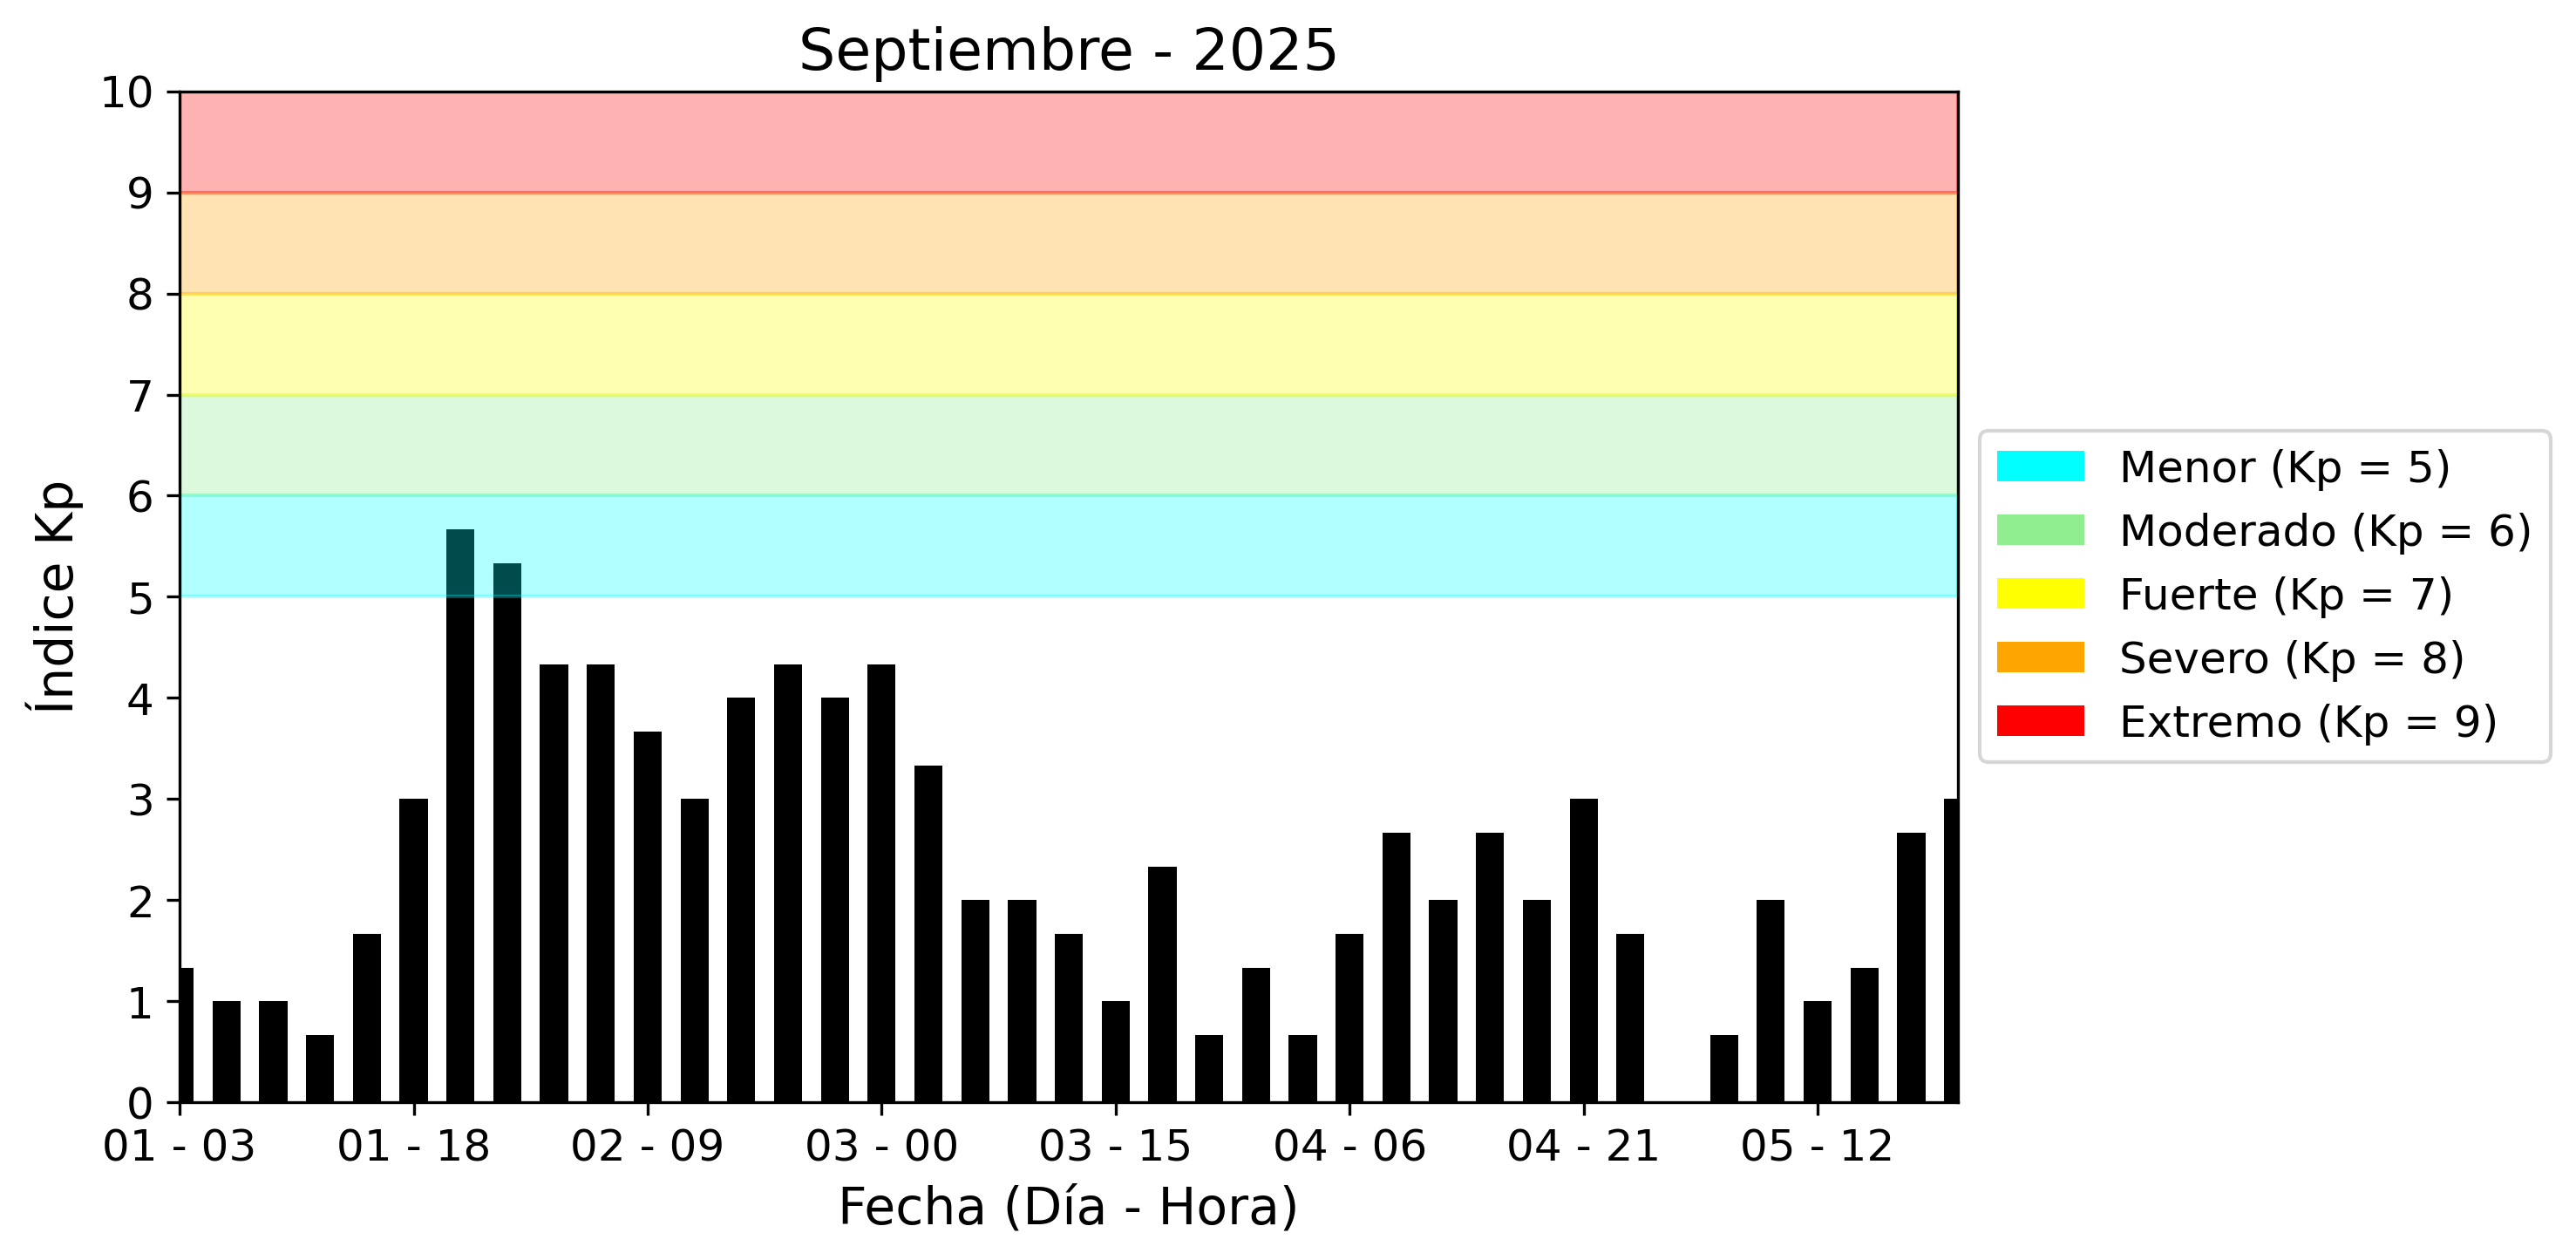 Septiembre - 2025
Índice Kp
10
9
8
7
6
5
4
3
2
1
0
01 - 03 01 - 18 02 - 09 03 - 00 03 - 15 04 - 06 04 - 21 05 - 12
Fecha (Día - Hora)
Menor (Kp = 5)
Moderado (Kp = 6)
Fuerte (Kp = 7)
Severo (Kp = 8)
Extremo (Kp = 9)